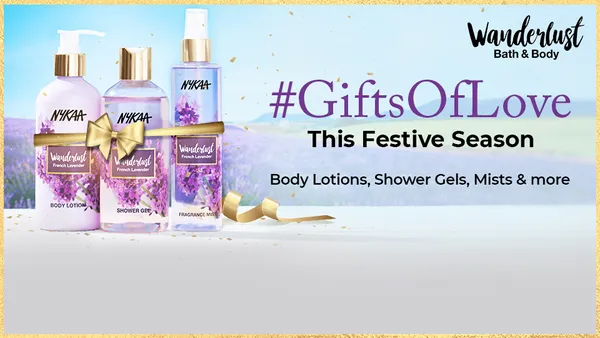 Wanderlust
Bath & Body
#GiftsOfLove
This Festive Season
Body Lotions, Shower Gels, Mists & more
NYKAA
Wanderlust
French Lavender
BODY LOTION
NYKAA
Wanderlust
French Lavender
SHOWER GEL
NYKAA
Wanderlust
French Lavender
FRAGRANCE MIST